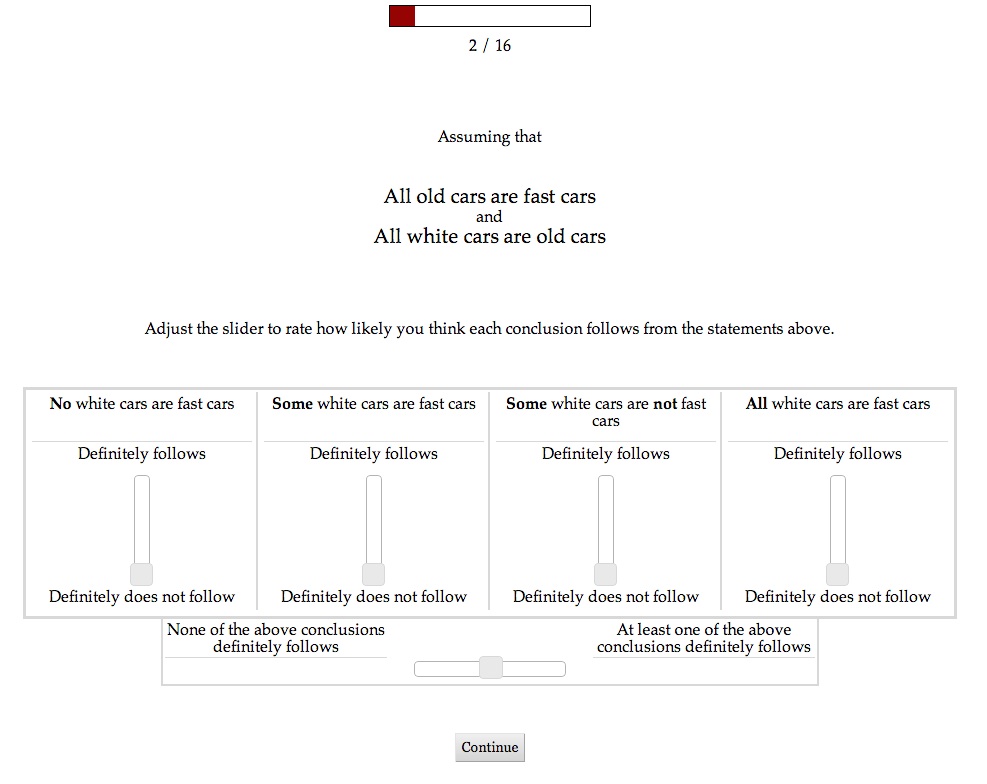 2 / 16
Assuming that
All old cars are fast cars
and
All white cars are old cars
Adjust the slider to rate how likely you think each conclusion follows from the statements above.
No white cars are fast cars
Definitely follows
Definitely does not follow
Some white cars are fast cars
Definitely follows
Definitely does not follow
Some white cars are not fast
cars
Definitely follows
Definitely does not follow
All white cars are fast cars
Definitely follows
Definitely does not follow
None of the above conclusions
definitely follows
At least one of the above
conclusions definitely follows
Continue